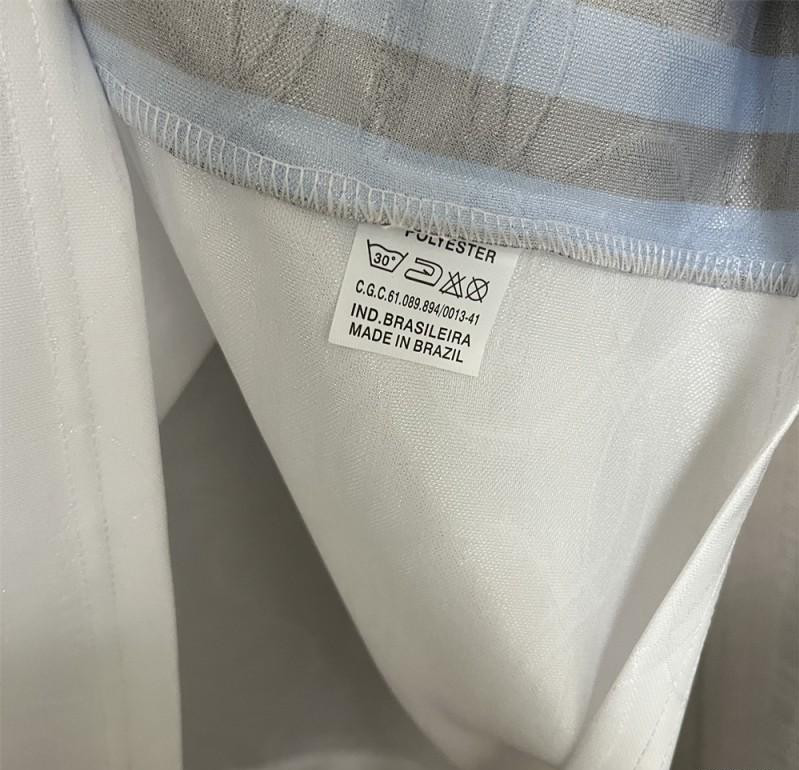 POLYESTER
30°
C.G.C.61.089.894/0013-41
IND.BRASILEIRA
MADE IN BRAZIL